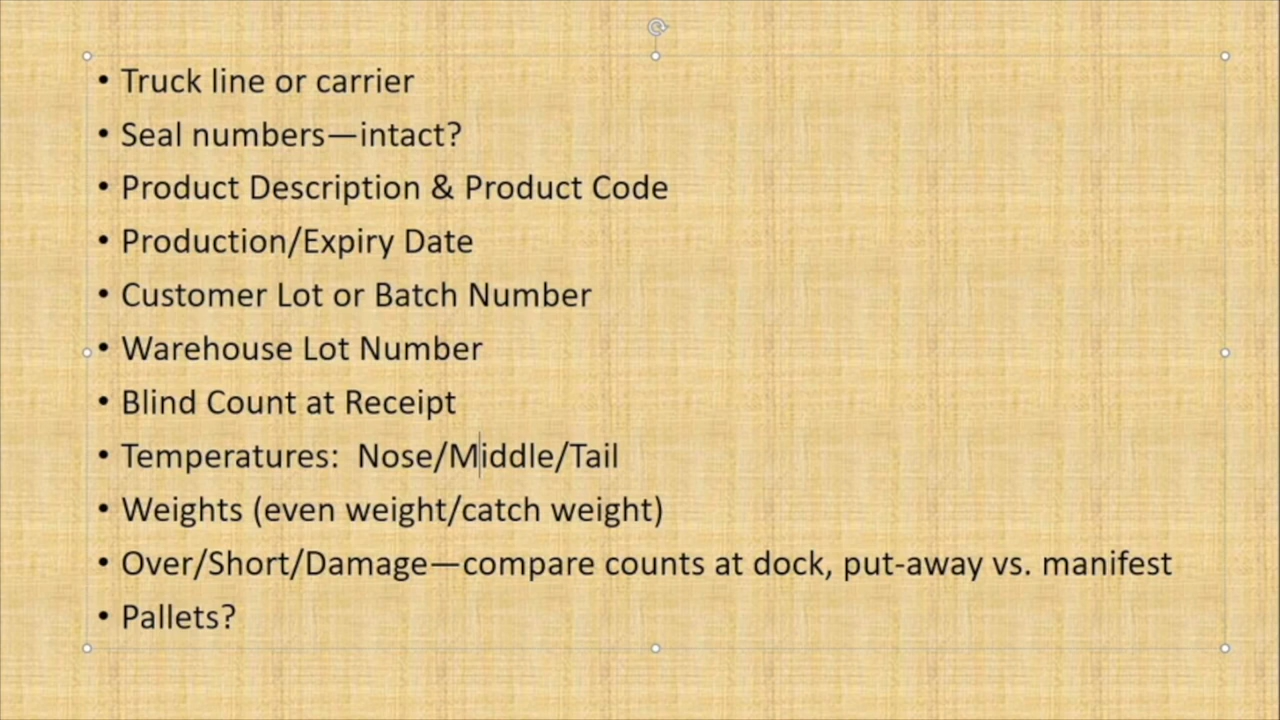 • Truck line or carrier
• Seal numbers—intact?
• Product Description & Product Code
• Production/Expiry Date
• Customer Lot or Batch Number
• Warehouse Lot Number
• Blind Count at Receipt
• Temperatures:  Nose/Middle/Tail
• Weights (even weight/catch weight)
• Over/Short/Damage—compare counts at dock, put-away vs. manifest
• Pallets?